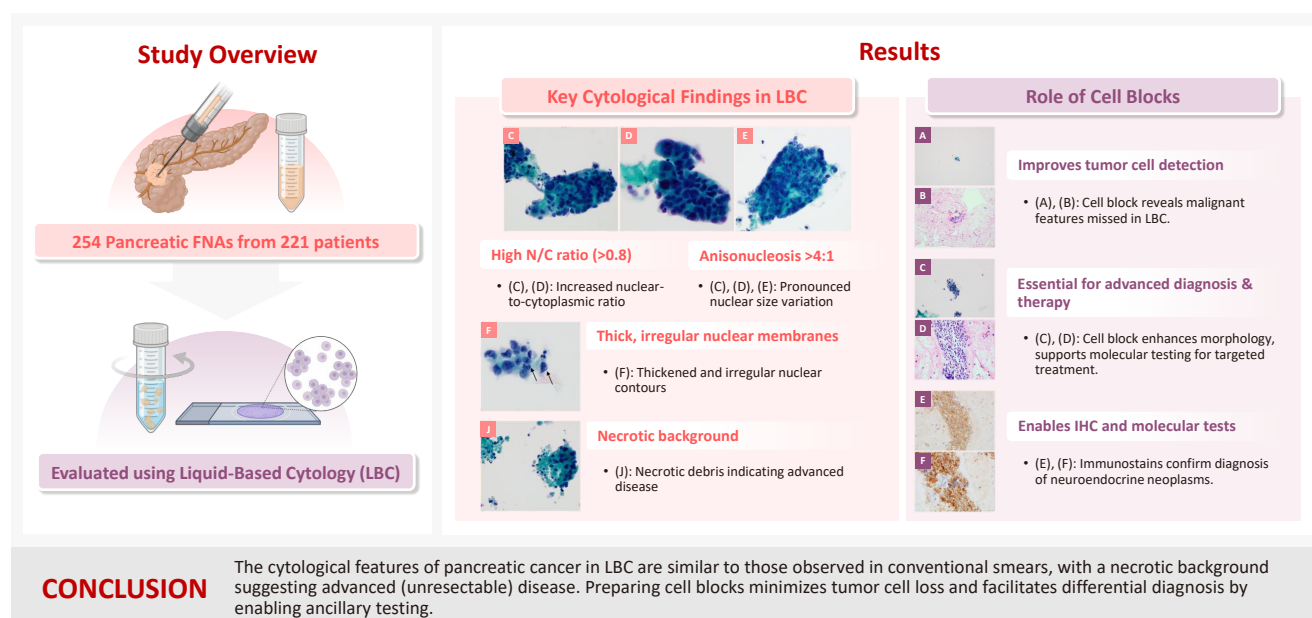 Study Overview
254 Pancreatic FNAs from 221 patients
Evaluated using Liquid-Based Cytology (LBC)
Results
Key Cytological Findings in LBC
C
D
E
High N/C ratio (>0.8)
• (C), (D): Increased nuclear-
to-cytoplasmic ratio
Anisonucleosis >4:1
• (C), (D), (E): Pronounced
nuclear size variation
F
Thick, irregular nuclear membranes
• (F): Thickened and irregular nuclear
contours
J
Necrotic background
• (J): Necrotic debris indicating advanced
disease
Role of Cell Blocks
A
B
Improves tumor cell detection
• (A), (B): Cell block reveals malignant
features missed in LBC.
C
D
Essential for advanced diagnosis &
therapy
• (C), (D): Cell block enhances morphology,
supports molecular testing for targeted
treatment.
E
F
Enables IHC and molecular tests
• (E), (F): Immunostains confirm diagnosis
of neuroendocrine neoplasms.
CONCLUSION
The cytological features of pancreatic cancer in LBC are similar to those observed in conventional smears, with a necrotic background
suggesting advanced (unresectable) disease. Preparing cell blocks minimizes tumor cell loss and facilitates differential diagnosis by
enabling ancillary testing.